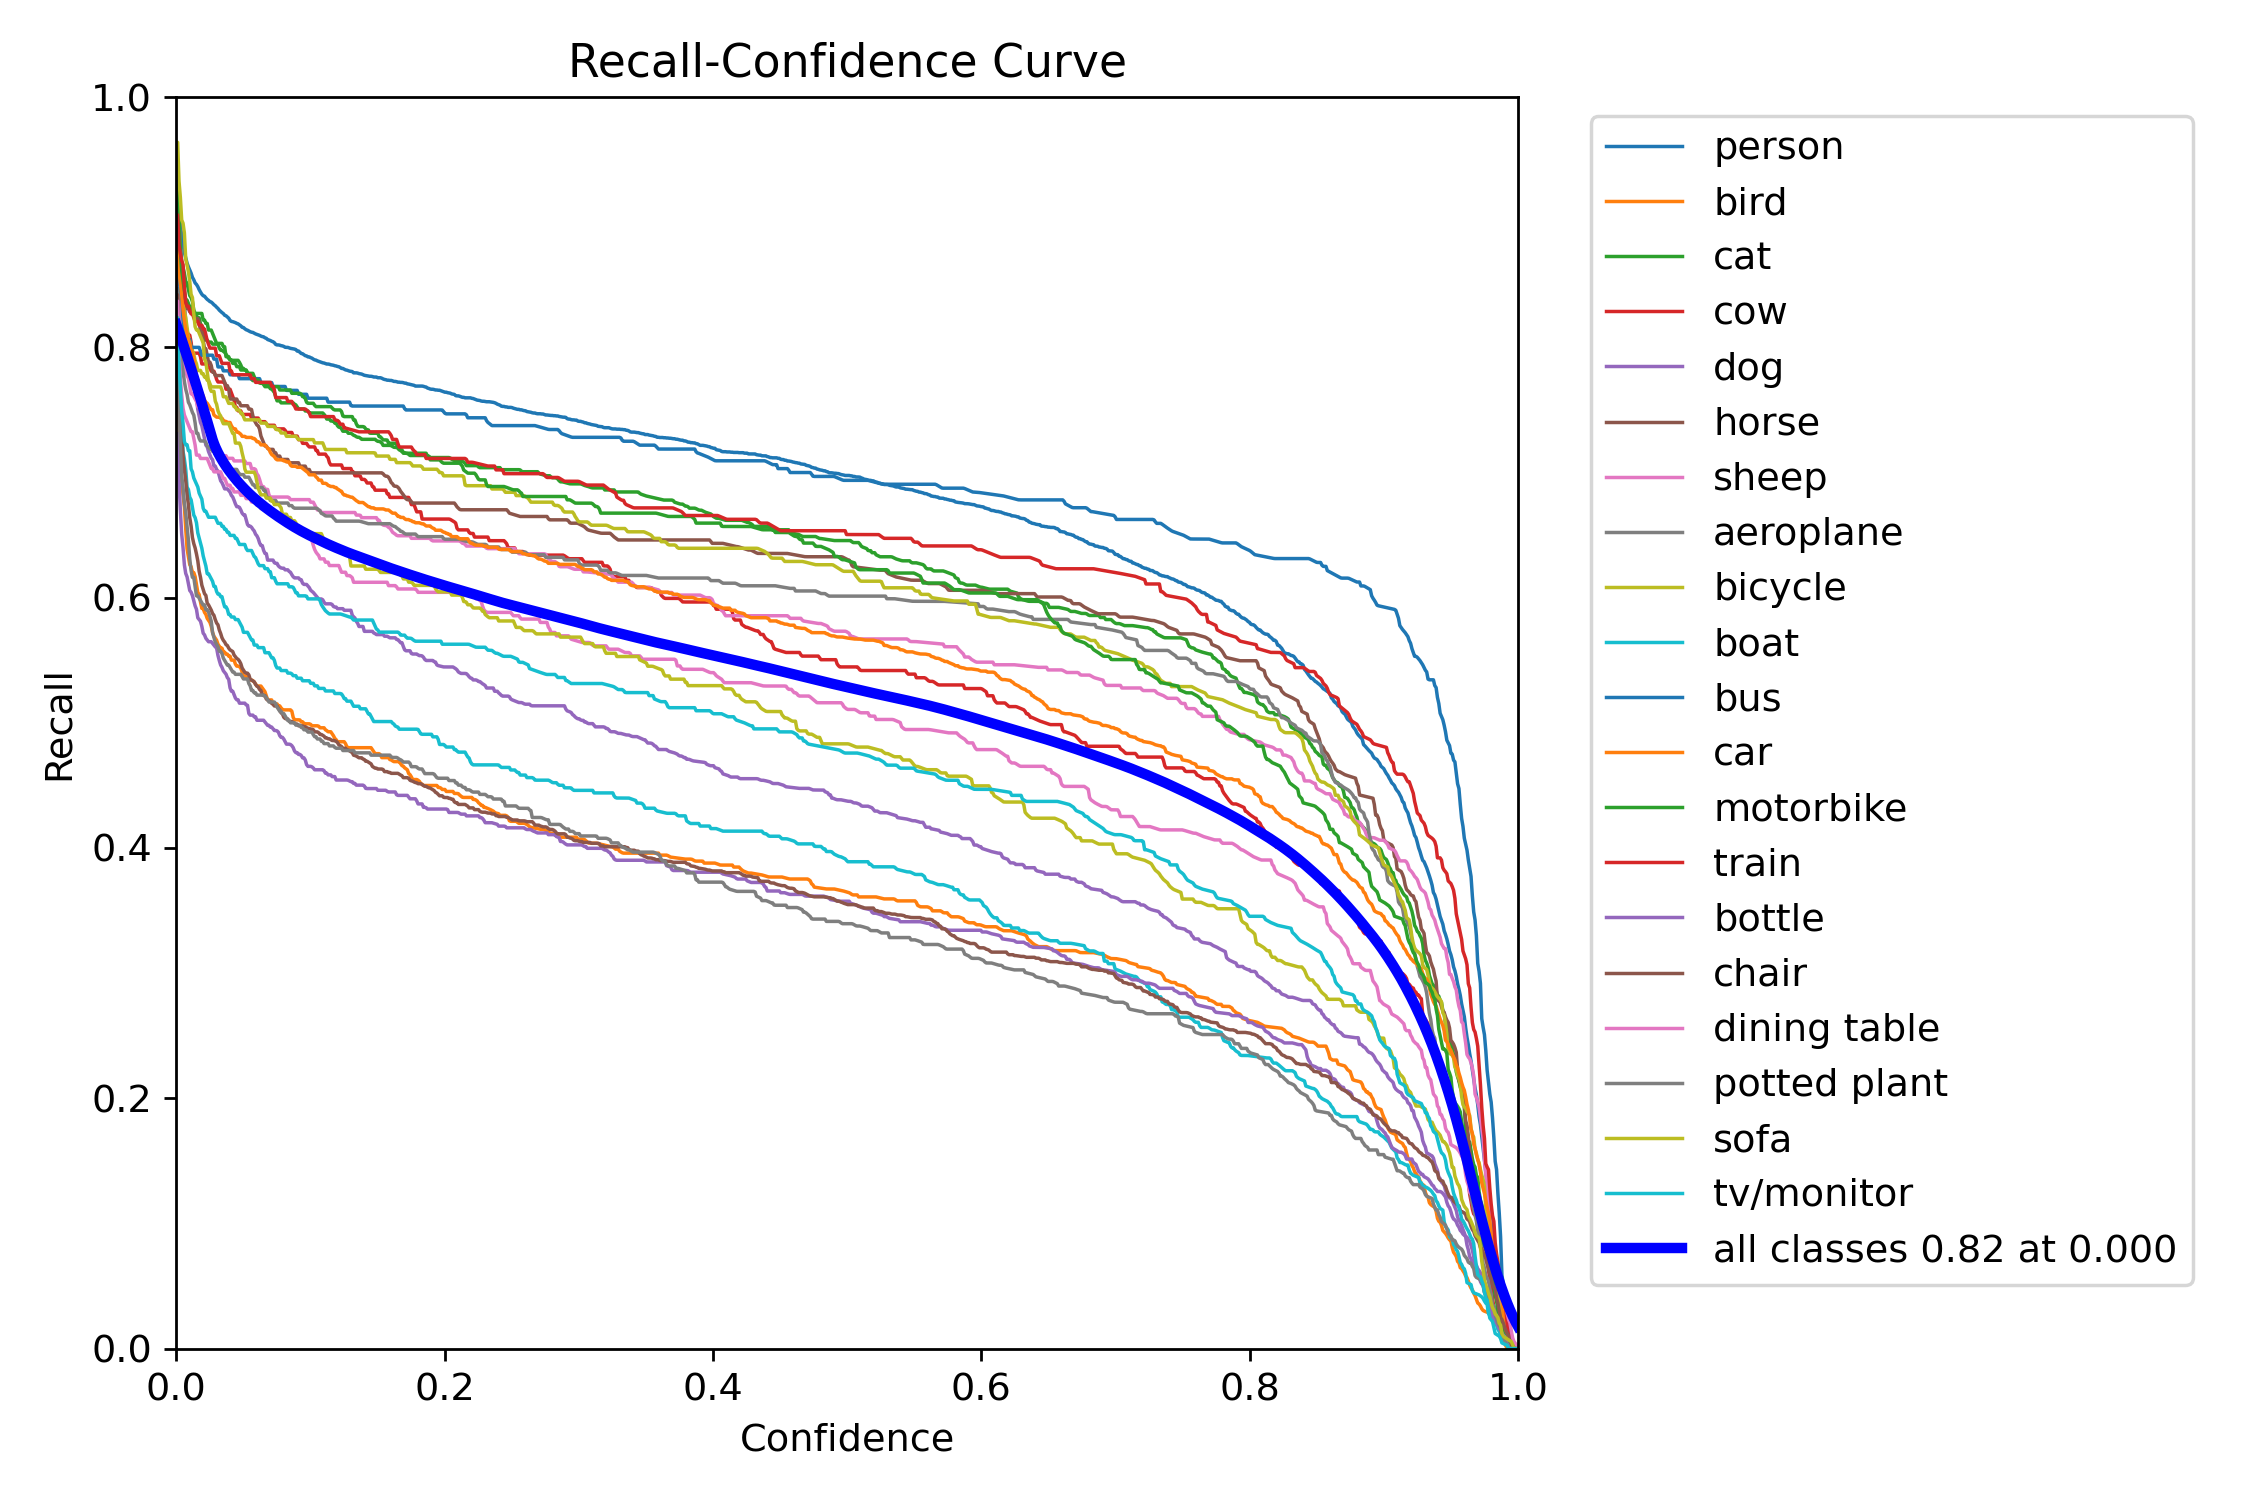 Recall-Confidence Curve
1.0
0.8
0.6
0.4
0.2
0.0
Recall
0.0 0.2 0.4 0.6 0.8 1.0
Confidence
person
bird
cat
cow
dog
horse
sheep
aeroplane
bicycle
boat
bus
car
motorbike
train
bottle
chair
dining table
potted plant
sofa
tv/monitor
all classes 0.82 at 0.000